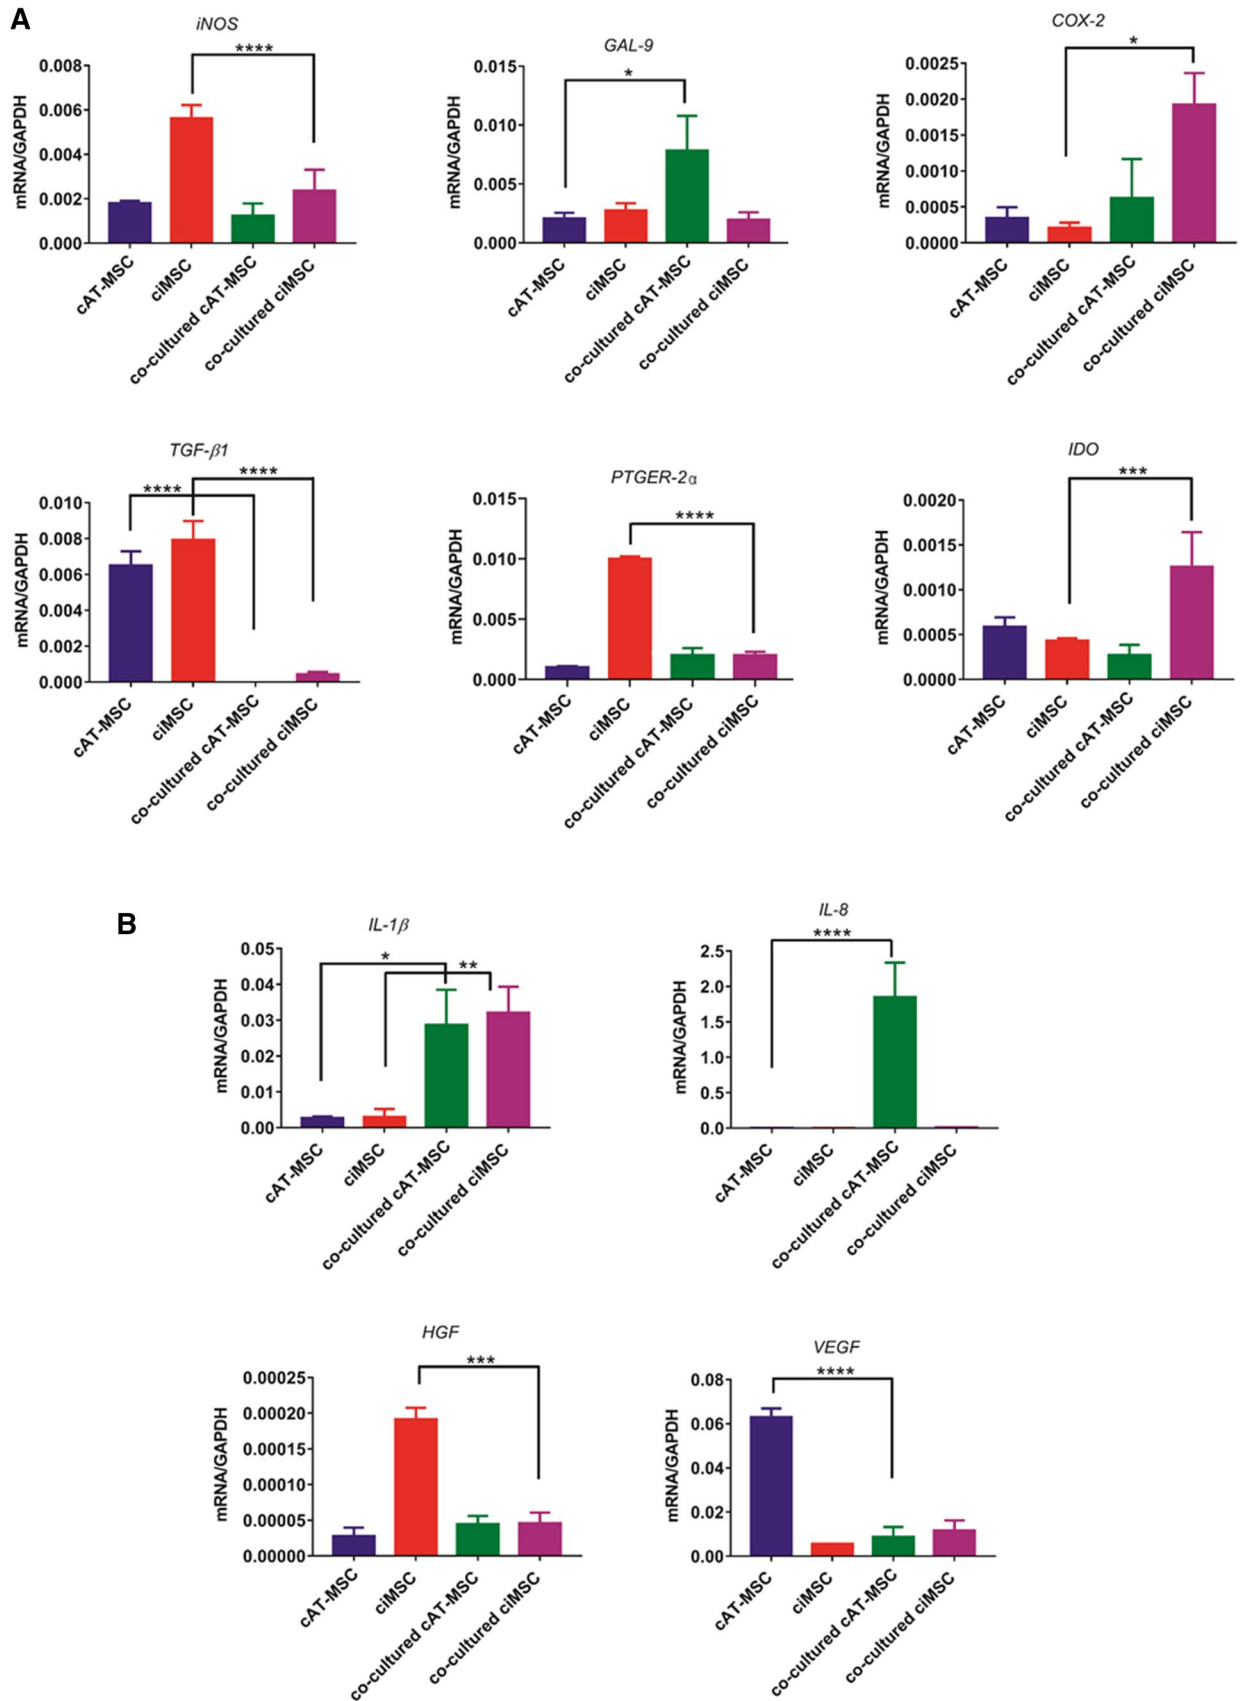 A
iNOS
****
mRNA/GAPDH
0.008
0.006
0.004
0.002
0.000
cAT-MSC
ciMSC
co-cultured cAT-MSC
co-cultured ciMSC
GAL-9
*
mRNA/GAPDH
0.015
0.010
0.005
0.000
cAT-MSC
ciMSC
co-cultured cAT-MSC
co-cultured ciMSC
COX-2
*
mRNA/GAPDH
0.0025
0.0020
0.0015
0.0010
0.0005
0.0000
cAT-MSC
ciMSC
co-cultured cAT-MSC
co-cultured ciMSC
TGF-β1
****
****
mRNA/GAPDH
0.010
0.008
0.006
0.004
0.002
0.000
cAT-MSC
ciMSC
co-cultured cAT-MSC
co-cultured ciMSC
PTGER-2α
****
mRNA/GAPDH
0.015
0.010
0.005
0.000
cAT-MSC
ciMSC
co-cultured cAT-MSC
co-cultured ciMSC
IDO
***
mRNA/GAPDH
0.0020
0.0015
0.0010
0.0005
0.0000
cAT-MSC
ciMSC
co-cultured cAT-MSC
co-cultured ciMSC
B
IL-1β
*
**
mRNA/GAPDH
0.05
0.04
0.03
0.02
0.01
0.00
cAT-MSC
ciMSC
co-cultured cAT-MSC
co-cultured ciMSC
IL-8
****
mRNA/GAPDH
2.5
2.0
1.5
1.0
0.5
0.0
cAT-MSC
ciMSC
co-cultured cAT-MSC
co-cultured ciMSC
HGF
***
mRNA/GAPDH
0.00025
0.00020
0.00015
0.00010
0.00005
0.00000
cAT-MSC
ciMSC
co-cultured cAT-MSC
co-cultured ciMSC
VEGF
****
mRNA/GAPDH
0.08
0.06
0.04
0.02
0.00
cAT-MSC
ciMSC
co-cultured cAT-MSC
co-cultured ciMSC